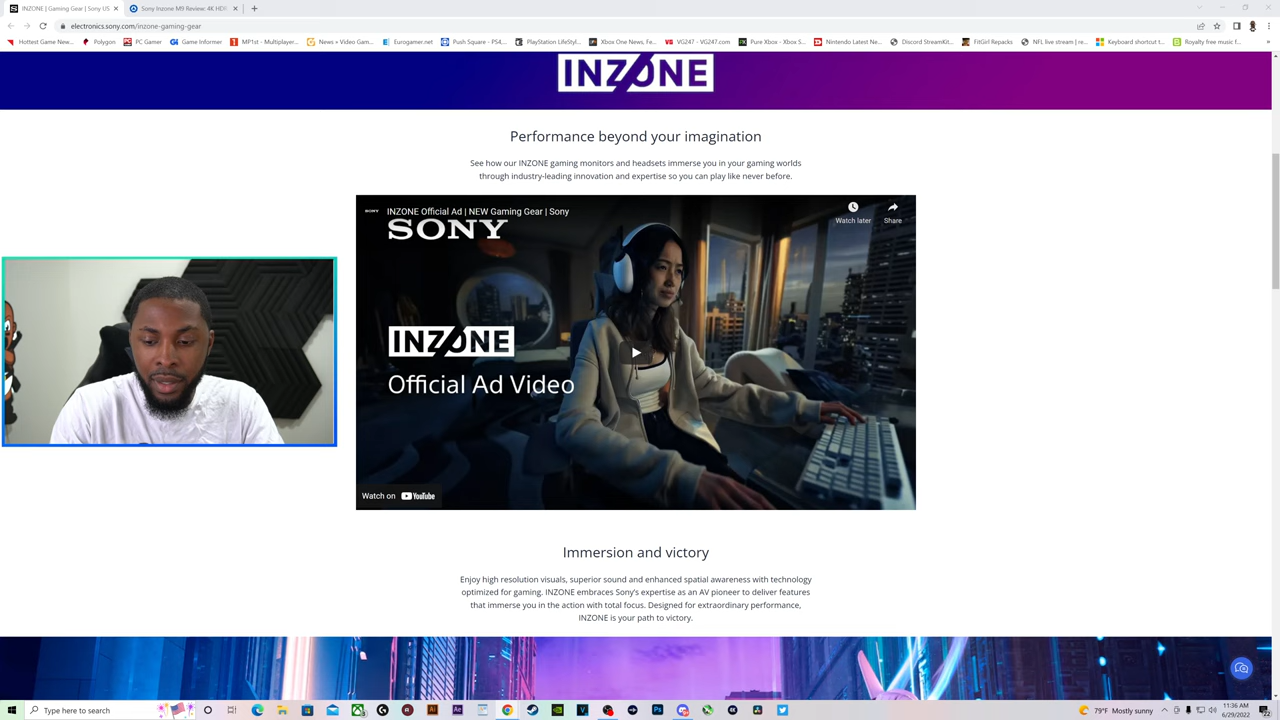 INZONE | Gaming Gear | Sony US
Sony Inzone M9 Review: 4K HDR
electronics.sony.com/inzone-gaming-gear
Hottest Game New...
Polygon
PC Gamer
Game Informer
MP1st - Multiplayer...
News » Video Gam...
Eurogamer.net
Push Square - PS4,...
PlayStation LifeStyl...
Xbox One News, Fe...
VG247 - VG247.com
Pure Xbox - Xbox S...
Nintendo Latest Ne...
Discord StreamKit...
FitGirl Repacks
NFL live stream | re...
Keyboard shortcut t...
Royalty free music f...
»
INZONE
Performance beyond your imagination
See how our INZONE gaming monitors and headsets immerse you in your gaming worlds
through industry-leading innovation and expertise so you can play like never before.
SONY
INZONE Official Ad | NEW Gaming Gear | Sony
Watch later
Share
SONY
INZONE
Official Ad Video
Watch on YouTube
Immersion and victory
Enjoy high resolution visuals, superior sound and enhanced spatial awareness with technology
optimized for gaming. INZONE embraces Sony's expertise as an AV pioneer to deliver features
that immerse you in the action with total focus. Designed for extraordinary performance,
INZONE is your path to victory.
Type here to search
79°F Mostly sunny
11:36 AM
6/29/2022
22